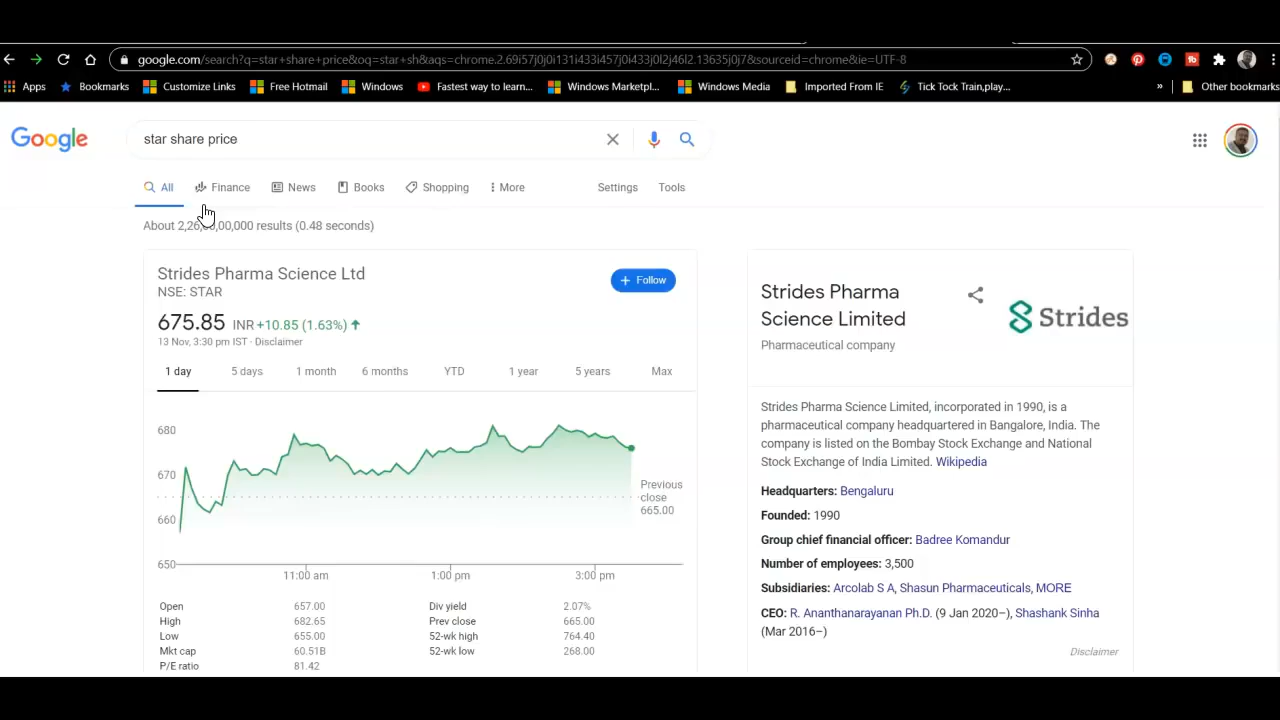 google.com/search?q=star+share+price&oq=star+sh&aqs=chrome.2.69i57j0j0i131i433i457j0i433j0l2j46l2.13635j0j7&sourceid=chrome&ie=UTF-8
Apps Bookmarks Customize Links Free Hotmail Windows Fastest way to learn... Windows Marketpl... Windows Media Imported From IE Tick Tock Train,play... » Other bookmarks
Google star share price
All Finance News Books Shopping More Settings Tools
About 2,26, 00,000 results (0.48 seconds)
Strides Pharma Science Ltd
NSE: STAR
+ Follow
675.85 INR +10.85 (1.63%)
13 Nov, 3:30 pm IST · Disclaimer
1 day 5 days 1 month 6 months YTD 1 year 5 years Max
680
670
660
650
Previous
close
665.00
11:00 am 1:00 pm 3:00 pm
Open 657.00 Div yield 2.07%
High 682.65 Prev close 665.00
Low 655.00 52-wk high 764.40
Mkt cap 60.51B 52-wk low 268.00
P/E ratio 81.42
Strides Pharma
Science Limited
Pharmaceutical company
Strides
Strides Pharma Science Limited, incorporated in 1990, is a
pharmaceutical company headquartered in Bangalore, India. The
company is listed on the Bombay Stock Exchange and National
Stock Exchange of India Limited. Wikipedia
Headquarters: Bengaluru
Founded: 1990
Group chief financial officer: Badree Komandur
Number of employees: 3,500
Subsidiaries: Arcolab S A, Shasun Pharmaceuticals, MORE
CEO: R. Ananthanarayanan Ph.D. (9 Jan 2020–), Shashank Sinha
(Mar 2016–)
Disclaimer